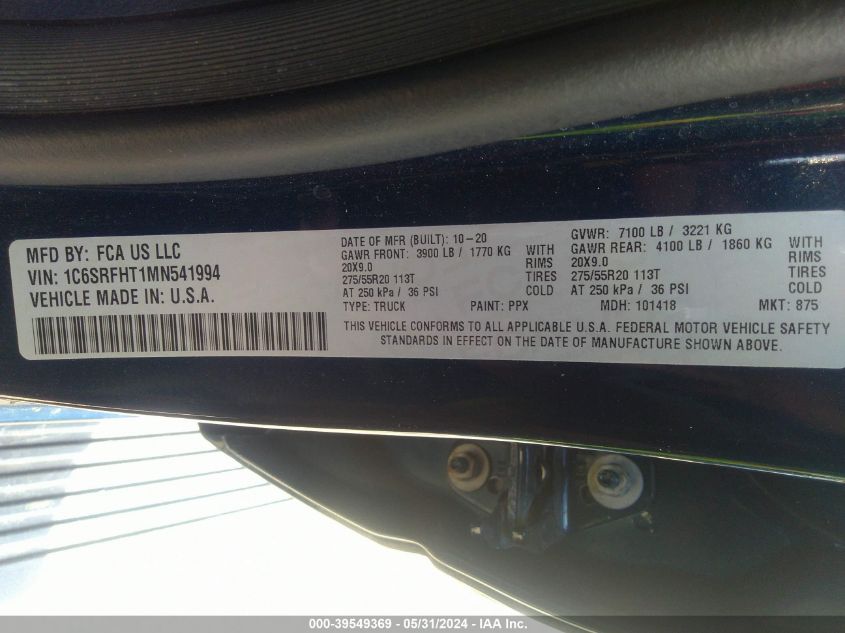 MFD BY: FCA US LLC
VIN: 1C6SRFHT1MN541994
VEHICLE MADE IN: U.S.A.
DATE OF MFR (BUILT): 10-20
GAWR FRONT: 3900 LB / 1770 KG WITH
20X9.0 RIMS
275/55R20 113T TIRES
AT 250 kPa / 36 PSI COLD
GVWR: 7100 LB / 3221 KG
GAWR REAR: 4100 LB / 1860 KG WITH
20X9.0 RIMS
275/55R20 113T TIRES
AT 250 kPa / 36 PSI COLD
TYPE: TRUCK PAINT: PPX MDH: 101418 MKT: 875
THIS VEHICLE CONFORMS TO ALL APPLICABLE U.S.A. FEDERAL MOTOR VEHICLE SAFETY
STANDARDS IN EFFECT ON THE DATE OF MANUFACTURE SHOWN ABOVE.
000-39549369 - 05/31/2024 - IAA Inc.